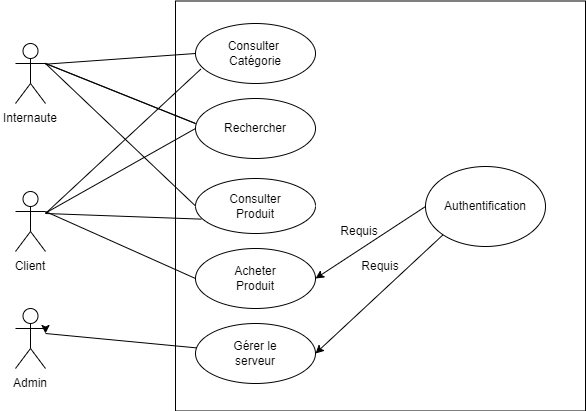 Consulter
Catégorie
Internaute
Rechercher
Consulter
Produit
Authentification
Requis
Client
Requis
Acheter
Produit
Gérer le
serveur
Admin